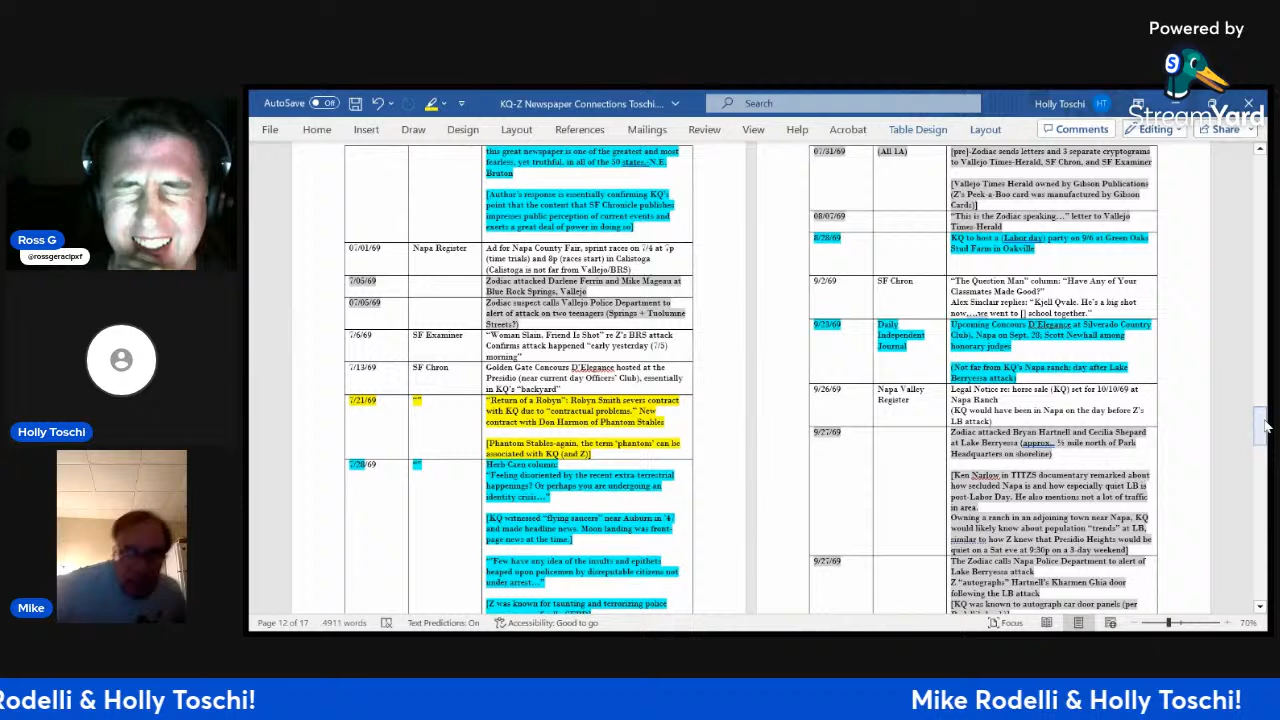 Powered by
S
StreamYard
AutoSave Off
KQ-Z Newspaper Connections Toschi...
Search
Holly Toschi
HT
File Home Insert Draw Design Layout References Mailings Review View Help Acrobat Table Design Layout
Comments
Editing
Share
this great newspaper is one of the greatest and most
fearless, yet truthful, in all of the 50 states.-N.E.
Bruton
[Author's response is essentially confirming KQ's
point that the content that SF Chronicle publishes
impresses public perception of current events and
exerts a great deal of power in doing so]
07/01/69 Napa Register Ad for Napa County Fair, sprint races on 7/4 at 7p
(time trials) and 8p (races start) in Calistoga
(Calistoga is not far from Vallejo/BRS)
7/05/69 Zodiac attacked Darlene Ferrin and Mike Mageau at
Blue Rock Springs, Vallejo
07/05/69 Zodiac suspect calls Vallejo Police Department to
alert of attack on two teenagers (Springs + Tuolumne
Streets?)
7/6/69 SF Examiner "Woman Slain, Friend Is Shot" re Z's BRS attack
Confirms attack happened "early yesterday (7/5)
morning"
7/13/69 SF Chron Golden Gate Concours D'Elegance hosted at the
Presidio (near current day Officers' Club), essentially
in KQ's "backyard"
7/21/69 "" "Return of a Robyn": Robyn Smith severs contract
with KQ due to "contractual problems." New
contract with Don Harmon of Phantom Stables
[Phantom Stables-again, the term 'phantom' can be
associated with KQ (and Z)]
7/28/69 "" Herb Caen column:
"Feeling disoriented by the recent extra-terrestrial
happenings? Or perhaps you are undergoing an
identity crisis..."
[KQ witnessed "flying saucers" near Auburn in
and made headline news. Moon landing was front-
page news at the time.]
"Few have any idea of the insults and epithets
heaped upon policemen by disreputable citizens not
under arrest..."
[Z was known for taunting and terrorizing police
07/31/69 (All 1A) [pre]-Zodiac sends letters and 3 separate cryptograms
to Vallejo Times-Herald, SF Chron, and SF Examiner
[Vallejo Times Herald owned by Gibson Publications
(Z's Peek-a-Boo card was manufactured by Gibson
Cards)]
08/07/69 "This is the Zodiac speaking..." letter to Vallejo
Times-Herald
8/28/69 KQ to host a (Labor day) party on 9/6 at Green Oaks
Stud Farm in Oakville
9/2/69 SF Chron "The Question Man" column: "Have Any of Your
Classmates Made Good?"
Alex Sinclair replies: "Kjell Qvale. He's a big shot
now....we went to [] school together."
9/23/69 Daily
Independent
Journal
Upcoming Concours D'Elegance at Silverado Country
Club), Napa on Sept. 28; Scott Newhall among
honorary judges
(Not far from KQ's Napa ranch; day after Lake
Berryessa attack)
9/26/69 Napa Valley
Register
Legal Notice re: horse sale (KQ) set for 10/10/69 at
Napa Ranch
(KQ would have been in Napa on the day before Z's
LB attack)
9/27/69 Zodiac attacked Bryan Hartnell and Cecilia Shepard
at Lake Berryessa (approx.. ½ mile north of Park
Headquarters on shoreline)
[Ken Narlow in TITZS documentary remarked about
how secluded Napa is and how especially quiet LB is
post-Labor Day. He also mentions not a lot of traffic
in area.
Owning a ranch in an adjoining town near Napa, KQ
would likely know about population "trends" at LB,
similar to how Z knew that Presidio Heights would be
quiet on a Sat eve at 9:30p on a 3-day weekend]
9/27/69 The Zodiac calls Napa Police Department to alert of
Lake Berryessa attack
Z "autographs" Hartnell's Kharmen Ghia door
following the LB attack
[KQ was known to autograph car door panels (per
Page 12 of 17 4911 words Text Predictions: On Accessibility: Good to go
Focus
70%
Ross G
@rossgeracipxf
Holly Toschi
Mike
Rodelli & Holly Toschi!
Mike Rodelli & Holly Toschi!